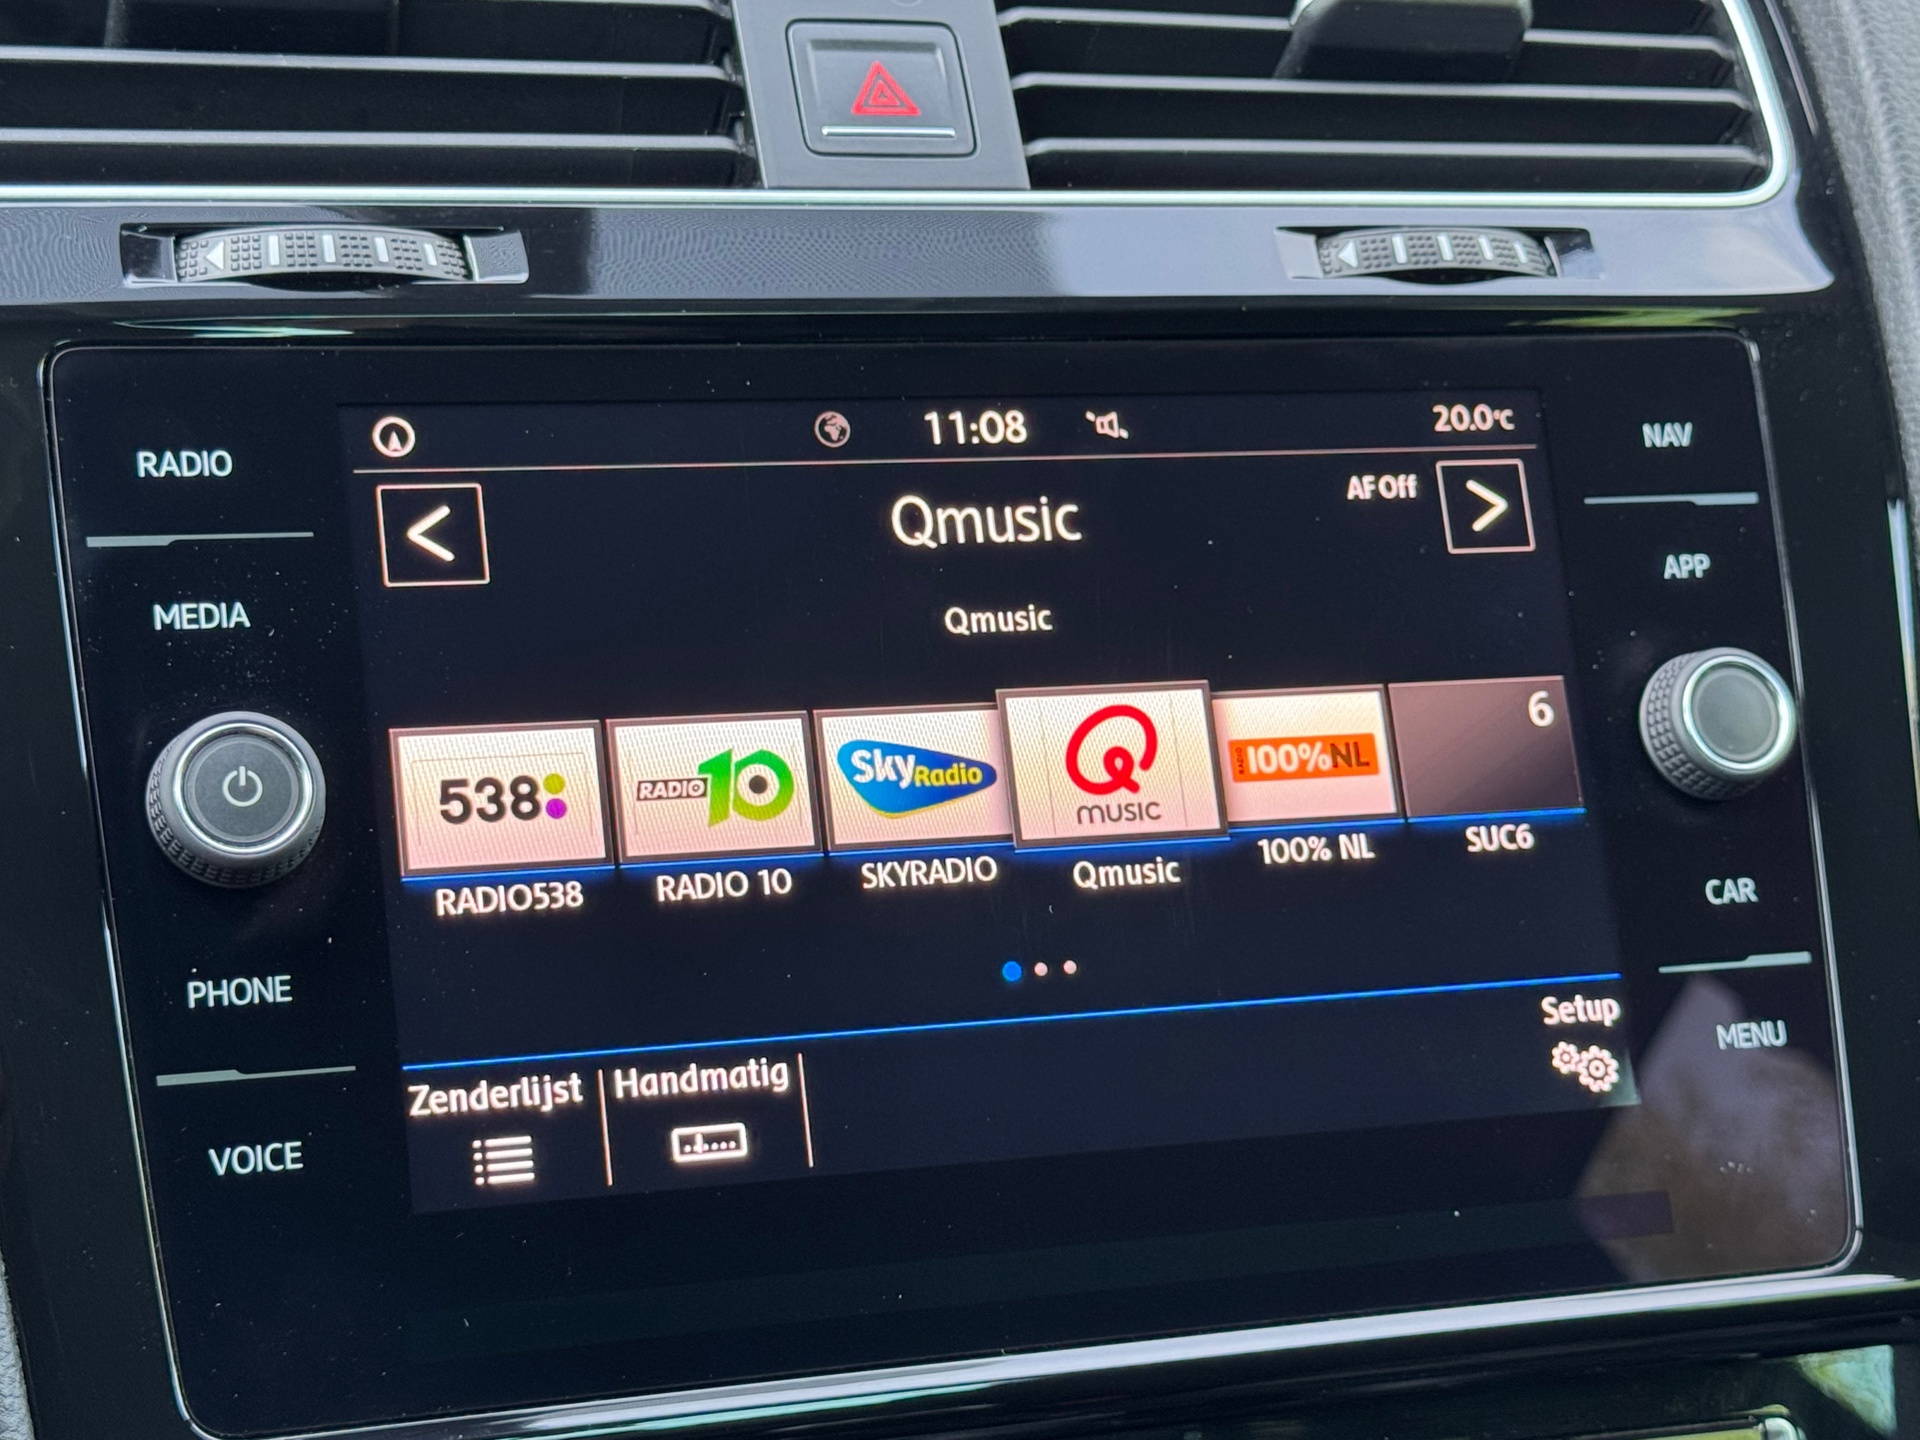 RADIO
MEDIA
PHONE
VOICE
11:08
20.0°C
<
Qmusic
AF Off
>
Qmusic
538
RADIO 10
Sky Radio
Q music
RADIO 100%NL
6
RADIO538
RADIO 10
SKYRADIO
Qmusic
100% NL
SUC6
Zenderlijst
Handmatig
Setup
NAV
APP
CAR
MENU